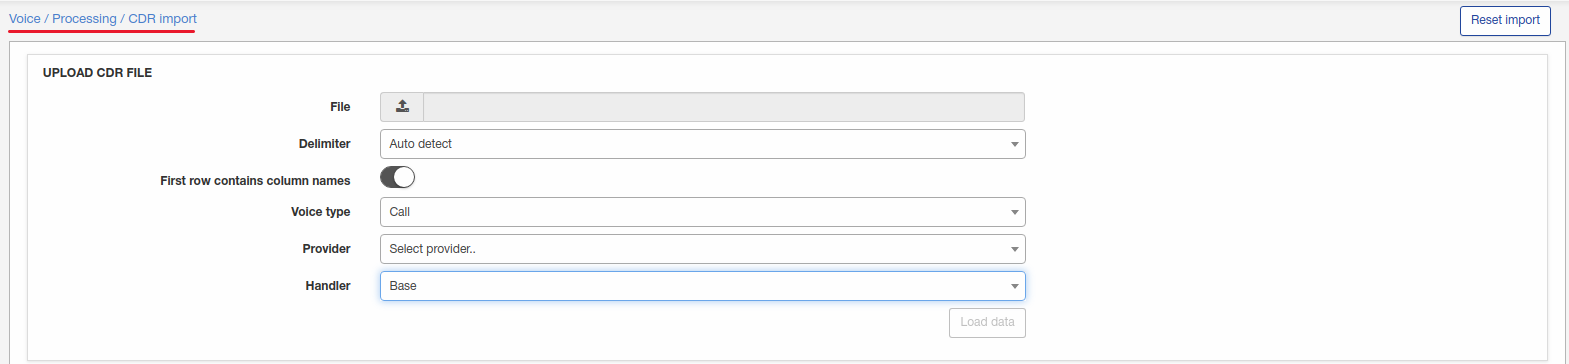 Voice / Processing / CDR import
Reset import
UPLOAD CDR FILE
File
Delimiter
Auto detect
First row contains column names
Voice type
Call
Provider
Select provider..
Handler
Base
Load data